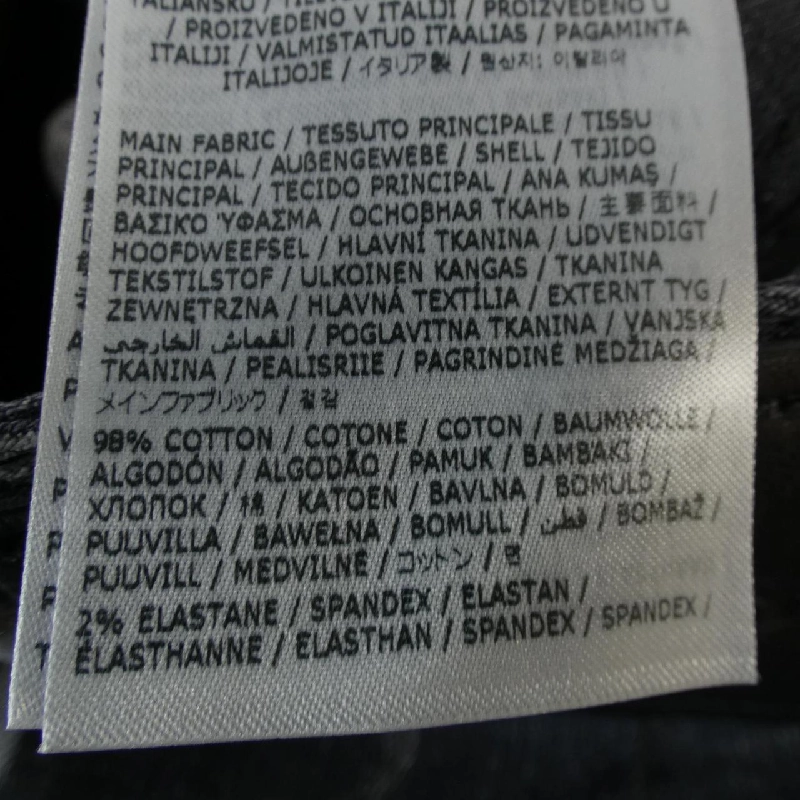 TALIANSKO /
/ PROIZVEDENO V ITALIJI / PROIZVEDENO U
ITALIJI / VALMISTATUD ITAALIAS / PAGAMINTA
ITALIJOJE / イタリア製 / 원산지: 이탈리아
MAIN FABRIC / TESSUTO PRINCIPALE / TISSU
PRINCIPAL / AUßENGEWEBE / SHELL / TEJIDO
PRINCIPAL / TECIDO PRINCIPAL / ANA KUMAŞ /
ΒΑΣΙΚΌ ΎΦΑΣΜΑ / ОСНОВНАЯ ТКАНЬ / 主要面料 /
HOOFDWEEFSEL / HLAVNÍ TKANINA / UDVENDIGT
TEKSTILSTOF / ULKOINEN KANGAS / TKANINA
ZEWNĘTRZNA / HLAVNÁ TEXTÍLIA / EXTERNT TYG /
القماش الخارجي / POGLAVITNA TKANINA / VANJSKA
TKANINA / PEALISRIIE / PAGRINDINĖ MEDŽIAGA /
メインファブリック / 겉감
98% COTTON / COTONE / COTON / BAUMWOLLE /
ALGODÓN / ALGODÃO / PAMUK / ΒΑΜΒΆΚΙ /
ХЛОПОК / 棉 / KATOEN / BAVLNA / BOMULD /
PUUVILLA / BAWEŁNA / BOMULL / قطن / BOMBAŽ /
PUUVILL / MEDVILNĖ / コットン / 면
2% ELASTANE / SPANDEX / ELASTAN /
ÉLASTHANNE / ELASTHAN / SPANDEX / SPANDEX /